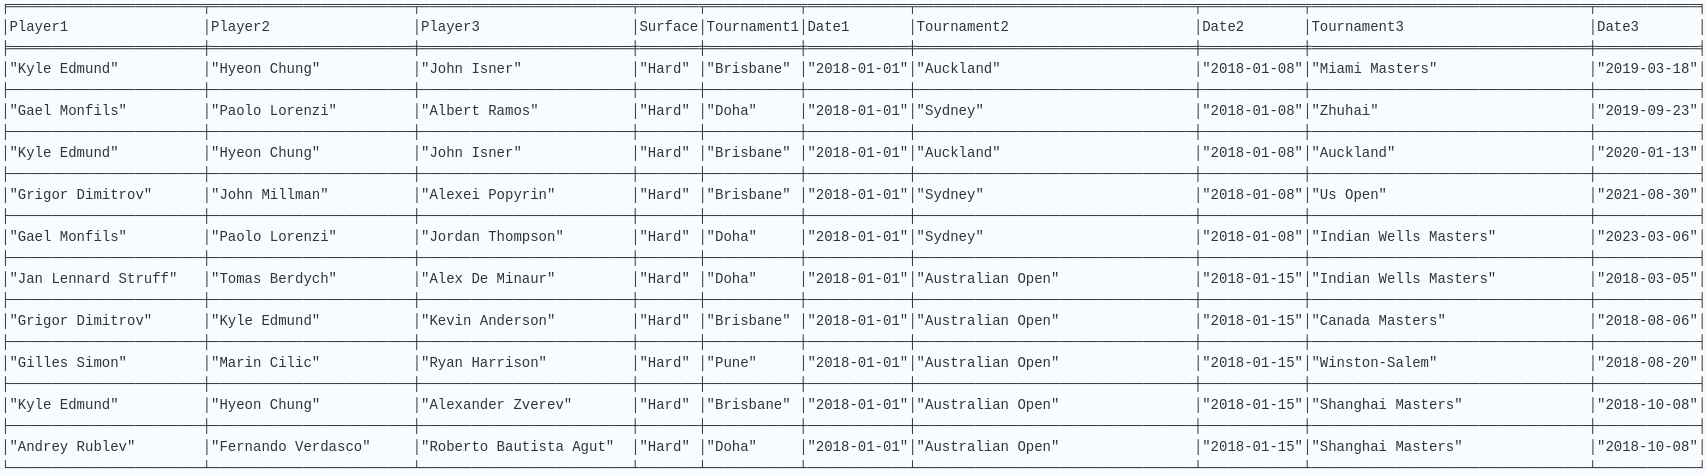 Player1 Player2 Player3 Surface Tournament1 Date1 Tournament2 Date2 Tournament3 Date3
"Kyle Edmund" "Hyeon Chung" "John Isner" "Hard" "Brisbane" "2018-01-01" "Auckland" "2018-01-08" "Miami Masters" "2019-03-18"
"Gael Monfils" "Paolo Lorenzi" "Albert Ramos" "Hard" "Doha" "2018-01-01" "Sydney" "2018-01-08" "Zhuhai" "2019-09-23"
"Kyle Edmund" "Hyeon Chung" "John Isner" "Hard" "Brisbane" "2018-01-01" "Auckland" "2018-01-08" "Auckland" "2020-01-13"
"Grigor Dimitrov" "John Millman" "Alexei Popyrin" "Hard" "Brisbane" "2018-01-01" "Sydney" "2018-01-08" "Us Open" "2021-08-30"
"Gael Monfils" "Paolo Lorenzi" "Jordan Thompson" "Hard" "Doha" "2018-01-01" "Sydney" "2018-01-08" "Indian Wells Masters" "2023-03-06"
"Jan Lennard Struff" "Tomas Berdych" "Alex De Minaur" "Hard" "Doha" "2018-01-01" "Australian Open" "2018-01-15" "Indian Wells Masters" "2018-03-05"
"Grigor Dimitrov" "Kyle Edmund" "Kevin Anderson" "Hard" "Brisbane" "2018-01-01" "Australian Open" "2018-01-15" "Canada Masters" "2018-08-06"
"Gilles Simon" "Marin Cilic" "Ryan Harrison" "Hard" "Pune" "2018-01-01" "Australian Open" "2018-01-15" "Winston-Salem" "2018-08-20"
"Kyle Edmund" "Hyeon Chung" "Alexander Zverev" "Hard" "Brisbane" "2018-01-01" "Australian Open" "2018-01-15" "Shanghai Masters" "2018-10-08"
"Andrey Rublev" "Fernando Verdasco" "Roberto Bautista Agut" "Hard" "Doha" "2018-01-01" "Australian Open" "2018-01-15" "Shanghai Masters" "2018-10-08"